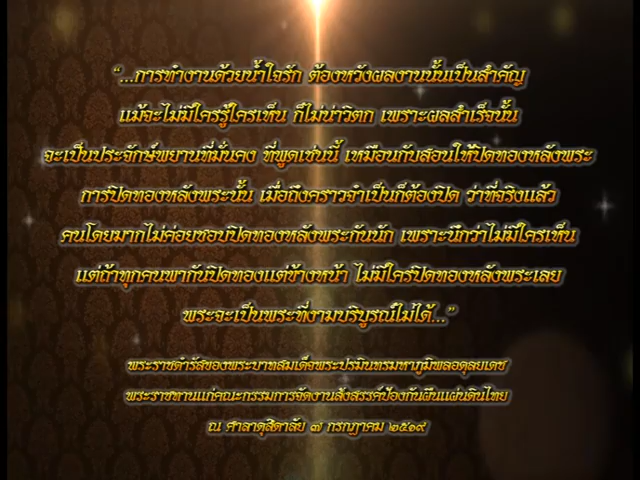 “...การทำงานด้วยน้ำใจรัก ต้องหวังผลงานนั้นเป็นสำคัญ
แม้จะไม่มีใครรู้ใครเห็น ก็ไม่น่าวิตก เพราะผลสำเร็จนั้น
จะเป็นประจักษ์พยานที่มั่นคง ที่พูดเช่นนี้ เหมือนกับสอนให้ปิดทองหลังพระ
การปิดทองหลังพระนั้น เมื่อถึงคราวจำเป็นก็ต้องปิด ว่าที่จริงแล้ว
คนโดยมากไม่ค่อยชอบปิดทองหลังพระกันนัก เพราะนึกว่าไม่มีใครเห็น
แต่ถ้าทุกคนพากันปิดทองแต่ข้างหน้า ไม่มีใครปิดทองหลังพระเลย
พระจะเป็นพระที่งามบริบูรณ์ไม่ได้...”
พระราชดำรัสของพระบาทสมเด็จพระปรมินทรมหาภูมิพลอดุลยเดช
พระราชทานแก่คณะกรรมการจัดงานสังสรรค์ป้องกันผืนแผ่นดินไทย
ณ ศาลาดุสิดาลัย ๗ กรกฎาคม ๒๕๑๙